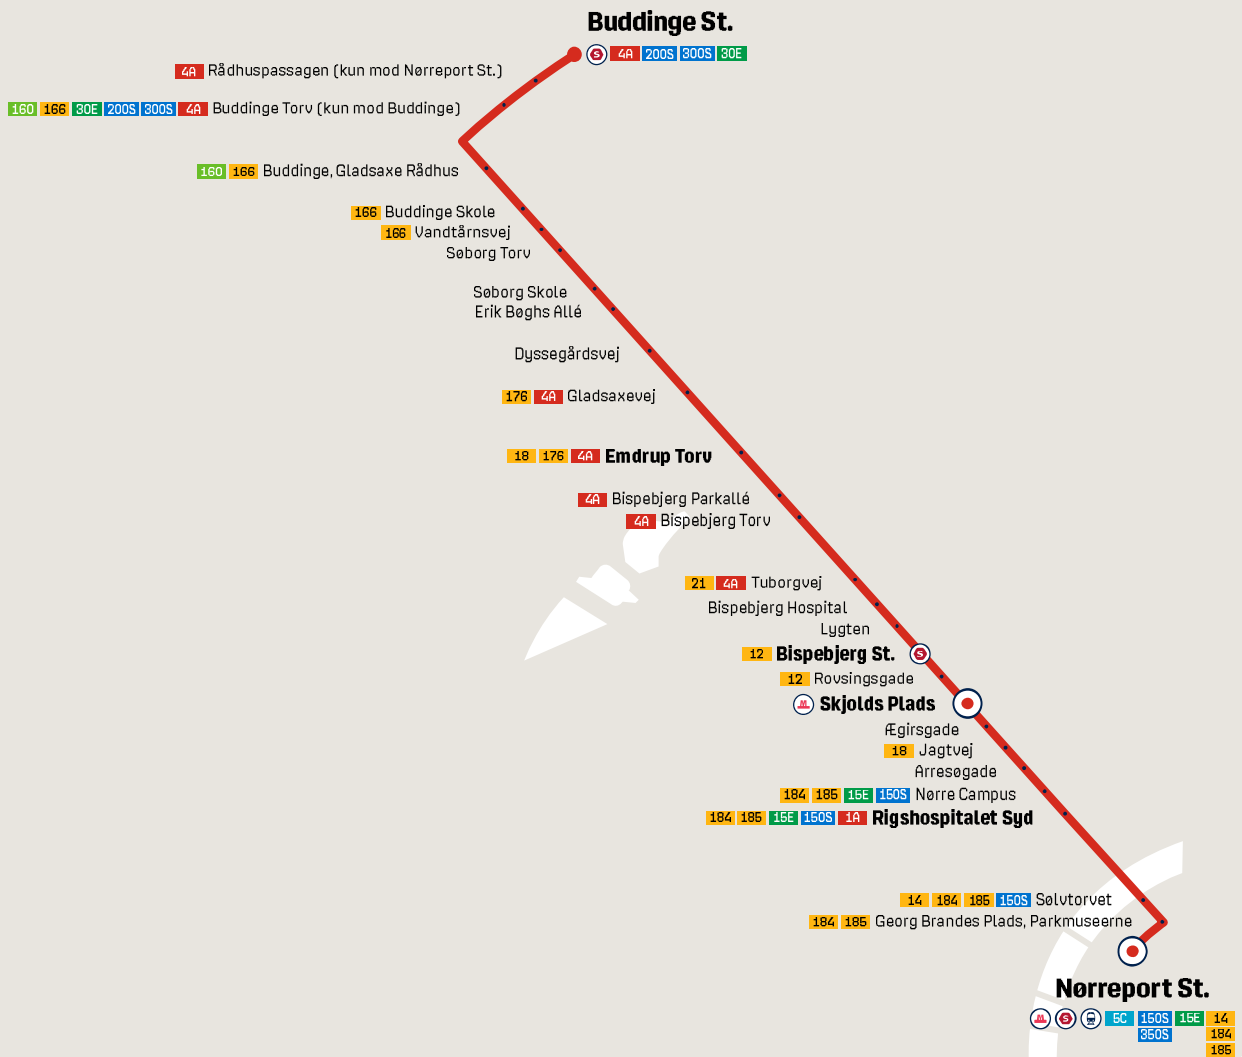 Buddinge St.
S 4A 200S 300S 30E
4A Rådhuspassagen (kun mod Nørreport St.)
160 166 30E 200S 300S 4A Buddinge Torv (kun mod Buddinge)
160 166 Buddinge, Gladsaxe Rådhus
166 Buddinge Skole
166 Vandtårnsvej
Søborg Torv
Søborg Skole
Erik Bøghs Allé
Dyssegårdsvej
176 4A Gladsaxevej
18 176 4A Emdrup Torv
4A Bispebjerg Parkallé
4A Bispebjerg Torv
21 4A Tuborgvej
Bispebjerg Hospital
Lygten
12 Bispebjerg St. S
12 Rovsingsgade
M Skjolds Plads
Ægirsgade
18 Jagtvej
Arresøgade
184 185 15E 150S Nørre Campus
184 185 15E 150S 1A Rigshospitalet Syd
14 184 185 150S Sølvtorvet
184 185 Georg Brandes Plads, Parkmuseerne
Nørreport St.
M S 5C 150S 15E 14
350S 184
185